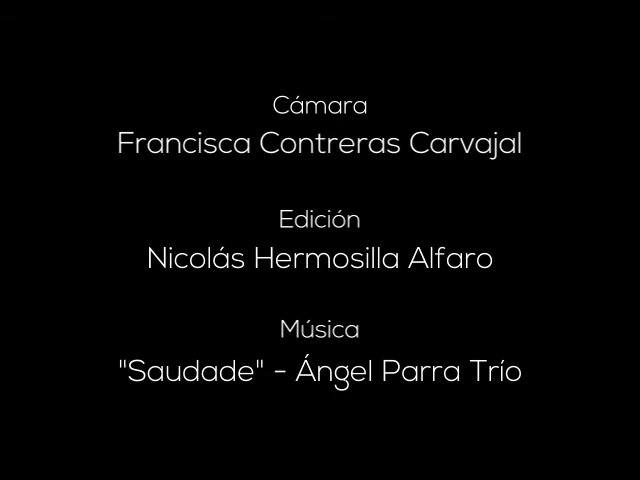 Cámara
Francisca Contreras Carvajal
Edición
Nicolás Hermosilla Alfaro
Música
"Saudade" - Ángel Parra Trío